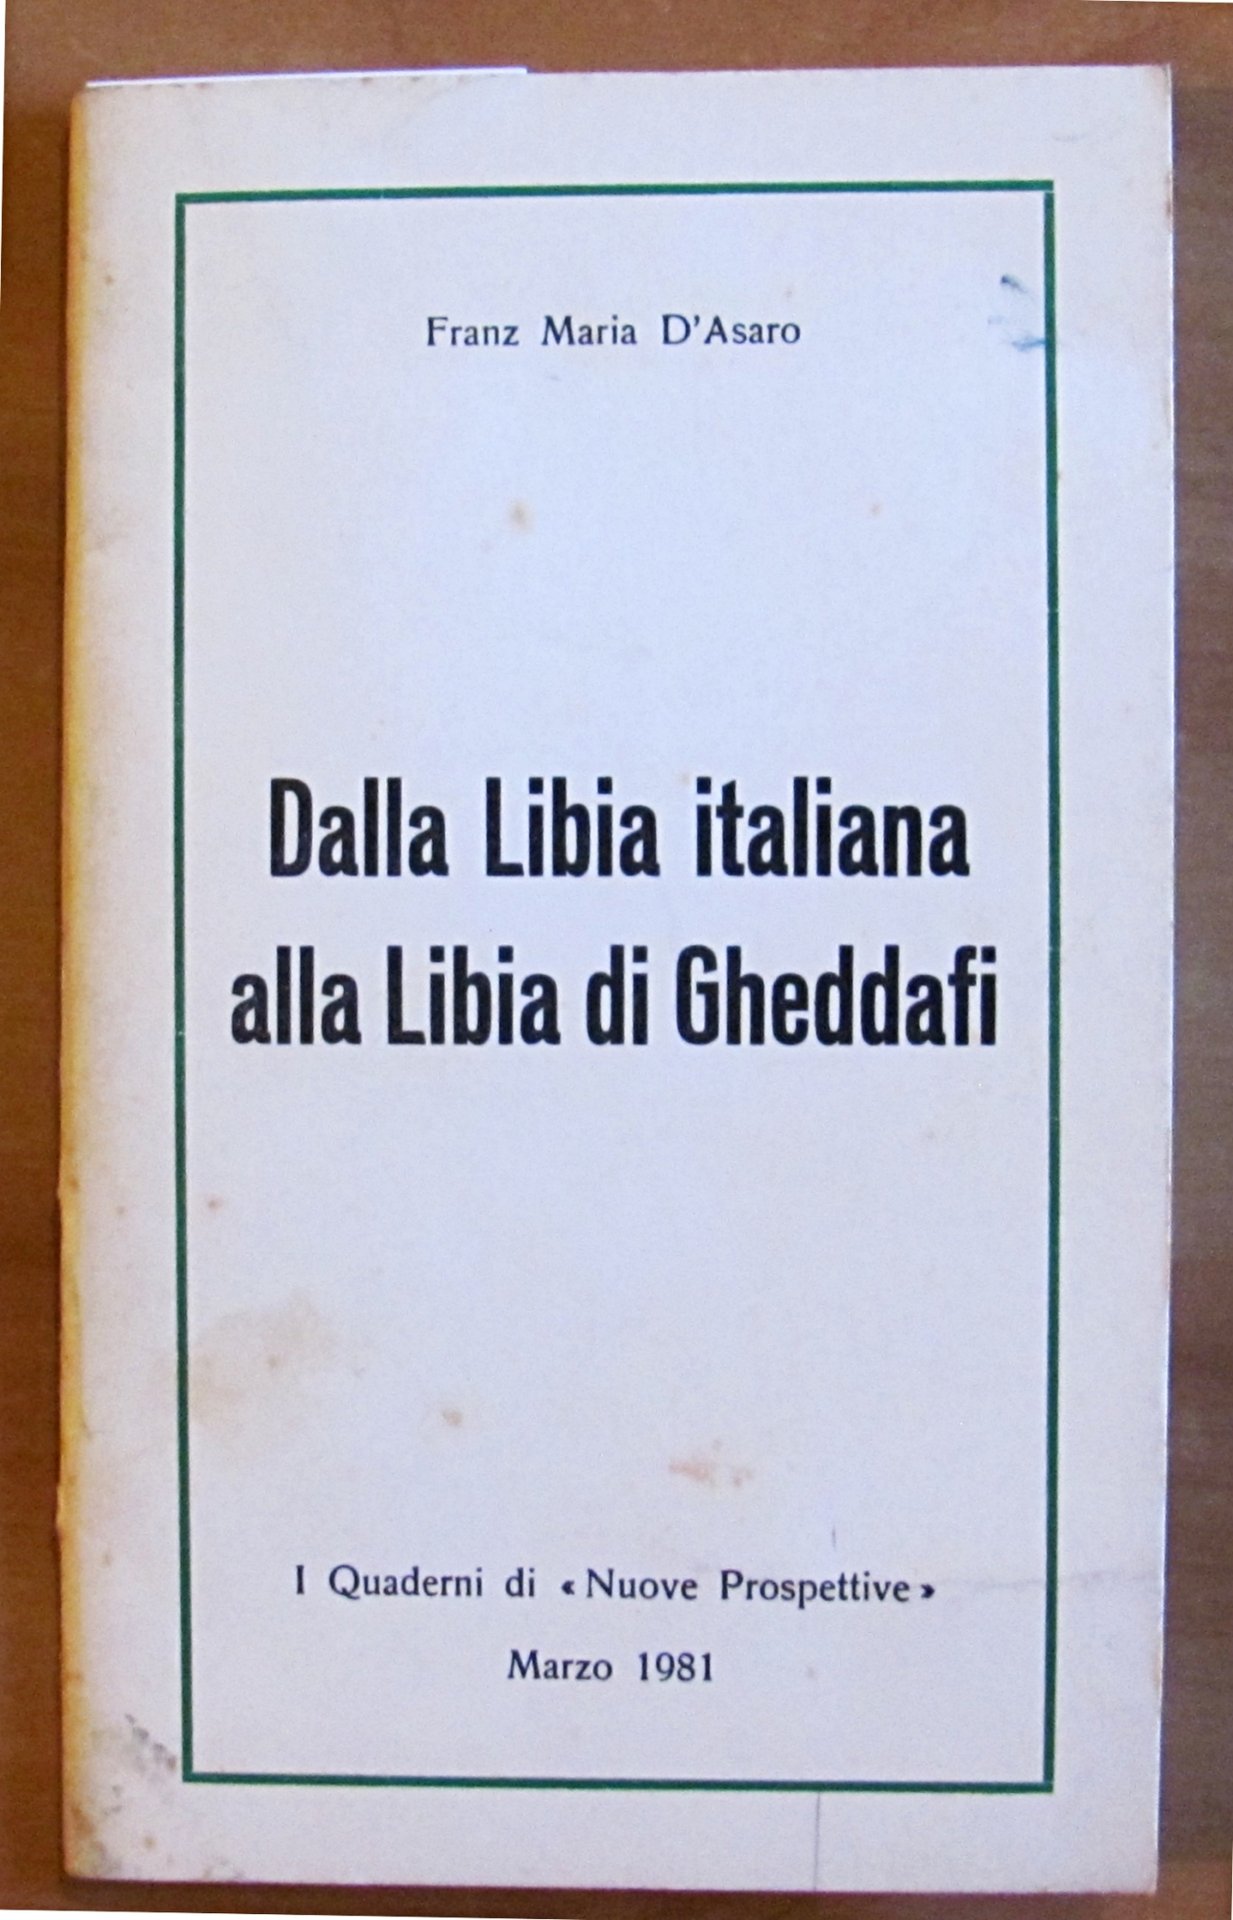 Franz Maria D'Asaro
Dalla Libia italiana
alla Libia di Gheddafi
I Quaderni di «Nuove Prospettive»
Marzo 1981